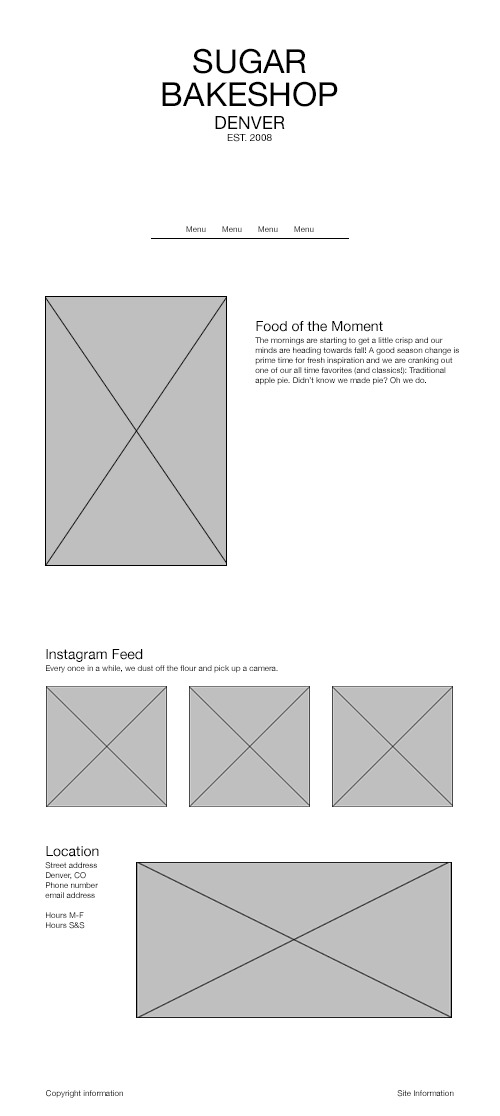 SUGAR
BAKESHOP
DENVER
EST. 2008
Menu Menu Menu Menu
Food of the Moment
The mornings are starting to get a little crisp and our
minds are heading towards fall! A good season change is
prime time for fresh inspiration and we are cranking out
one of our all time favorites (and classics!): Traditional
apple pie. Didn't know we made pie? Oh we do.
Instagram Feed
Every once in a while, we dust off the flour and pick up a camera.
Location
Street address
Denver, CO
Phone number
email address
Hours M-F
Hours S&S
Copyright information
Site Information